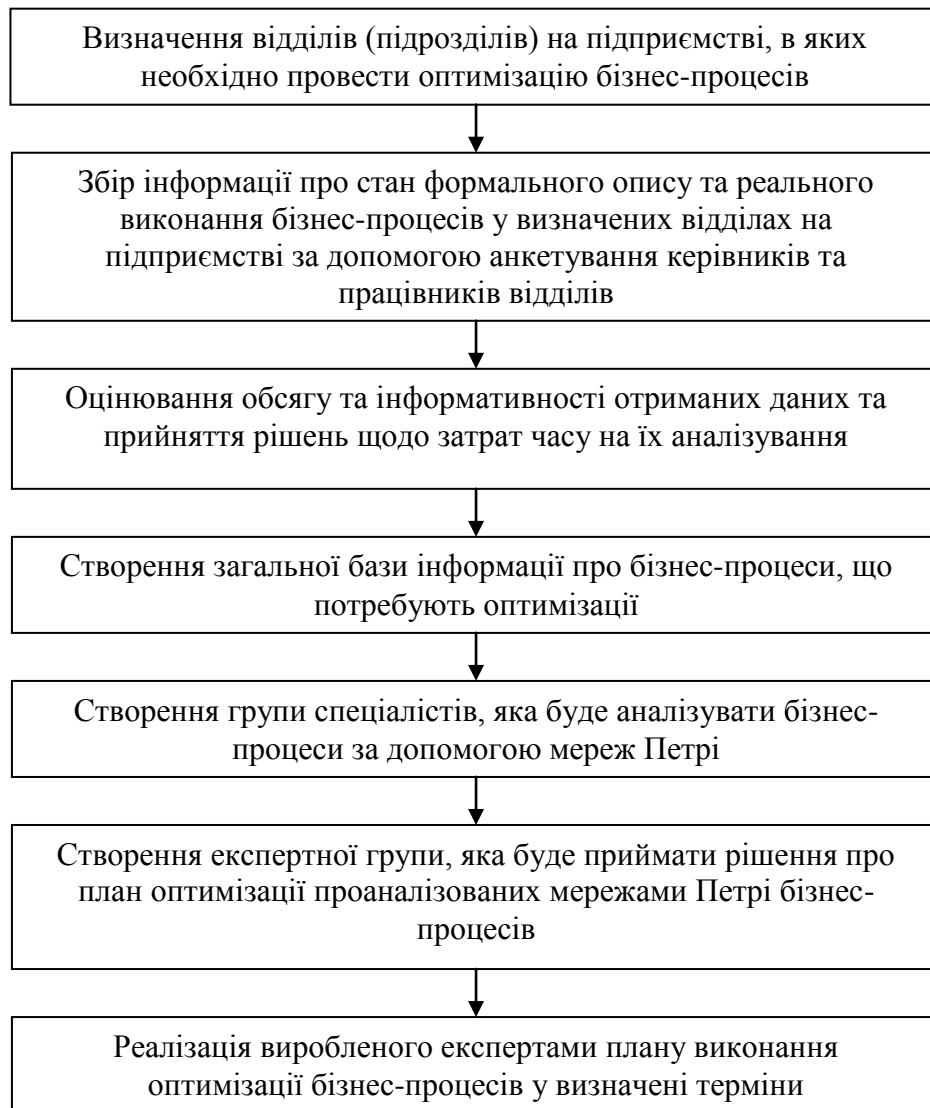 Визначення відділів (підрозділів) на підприємстві, в яких
необхідно провести оптимізацію бізнес-процесів
Збір інформації про стан формального опису та реального
виконання бізнес-процесів у визначених відділах на
підприємстві за допомогою анкетування керівників та
працівників відділів
Оцінювання обсягу та інформативності отриманих даних та
прийняття рішень щодо затрат часу на їх аналізування
Створення загальної бази інформації про бізнес-процеси, що
потребують оптимізації
Створення групи спеціалістів, яка буде аналізувати бізнес-
процеси за допомогою мереж Петрі
Створення експертної групи, яка буде приймати рішення про
план оптимізації проаналізованих мережами Петрі бізнес-
процесів
Реалізація виробленого експертами плану виконання
оптимізації бізнес-процесів у визначені терміни